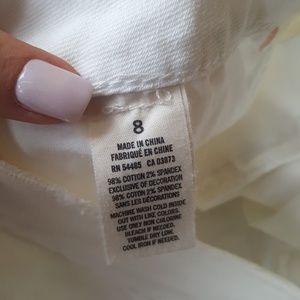 8
MADE IN CHINA
FABRIQUÉ EN CHINE
RN 54485 CA 03073
98% COTTON 2% SPANDEX
EXCLUSIVE OF DECORATION
98% COTON 2% SPANDEX
SANS LES DÉCORATIONS
MACHINE WASH COLD INSIDE
OUT WITH LIKE COLORS.
USE ONLY NON CHLORINE
BLEACH IF NEEDED.
TUMBLE DRY LOW.
COOL IRON IF NEEDED.